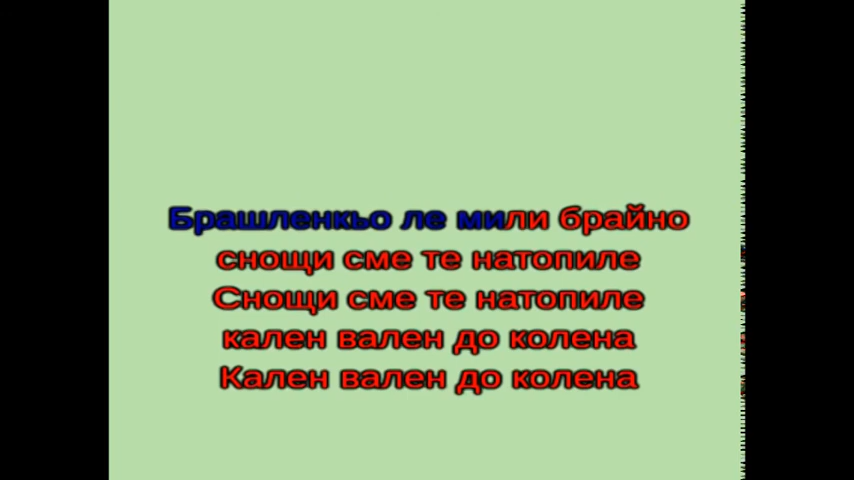 Брашленкьо ле мили брайно
снощи сме те натопиле
Снощи сме те натопиле
кален вален до колена
Кален вален до колена